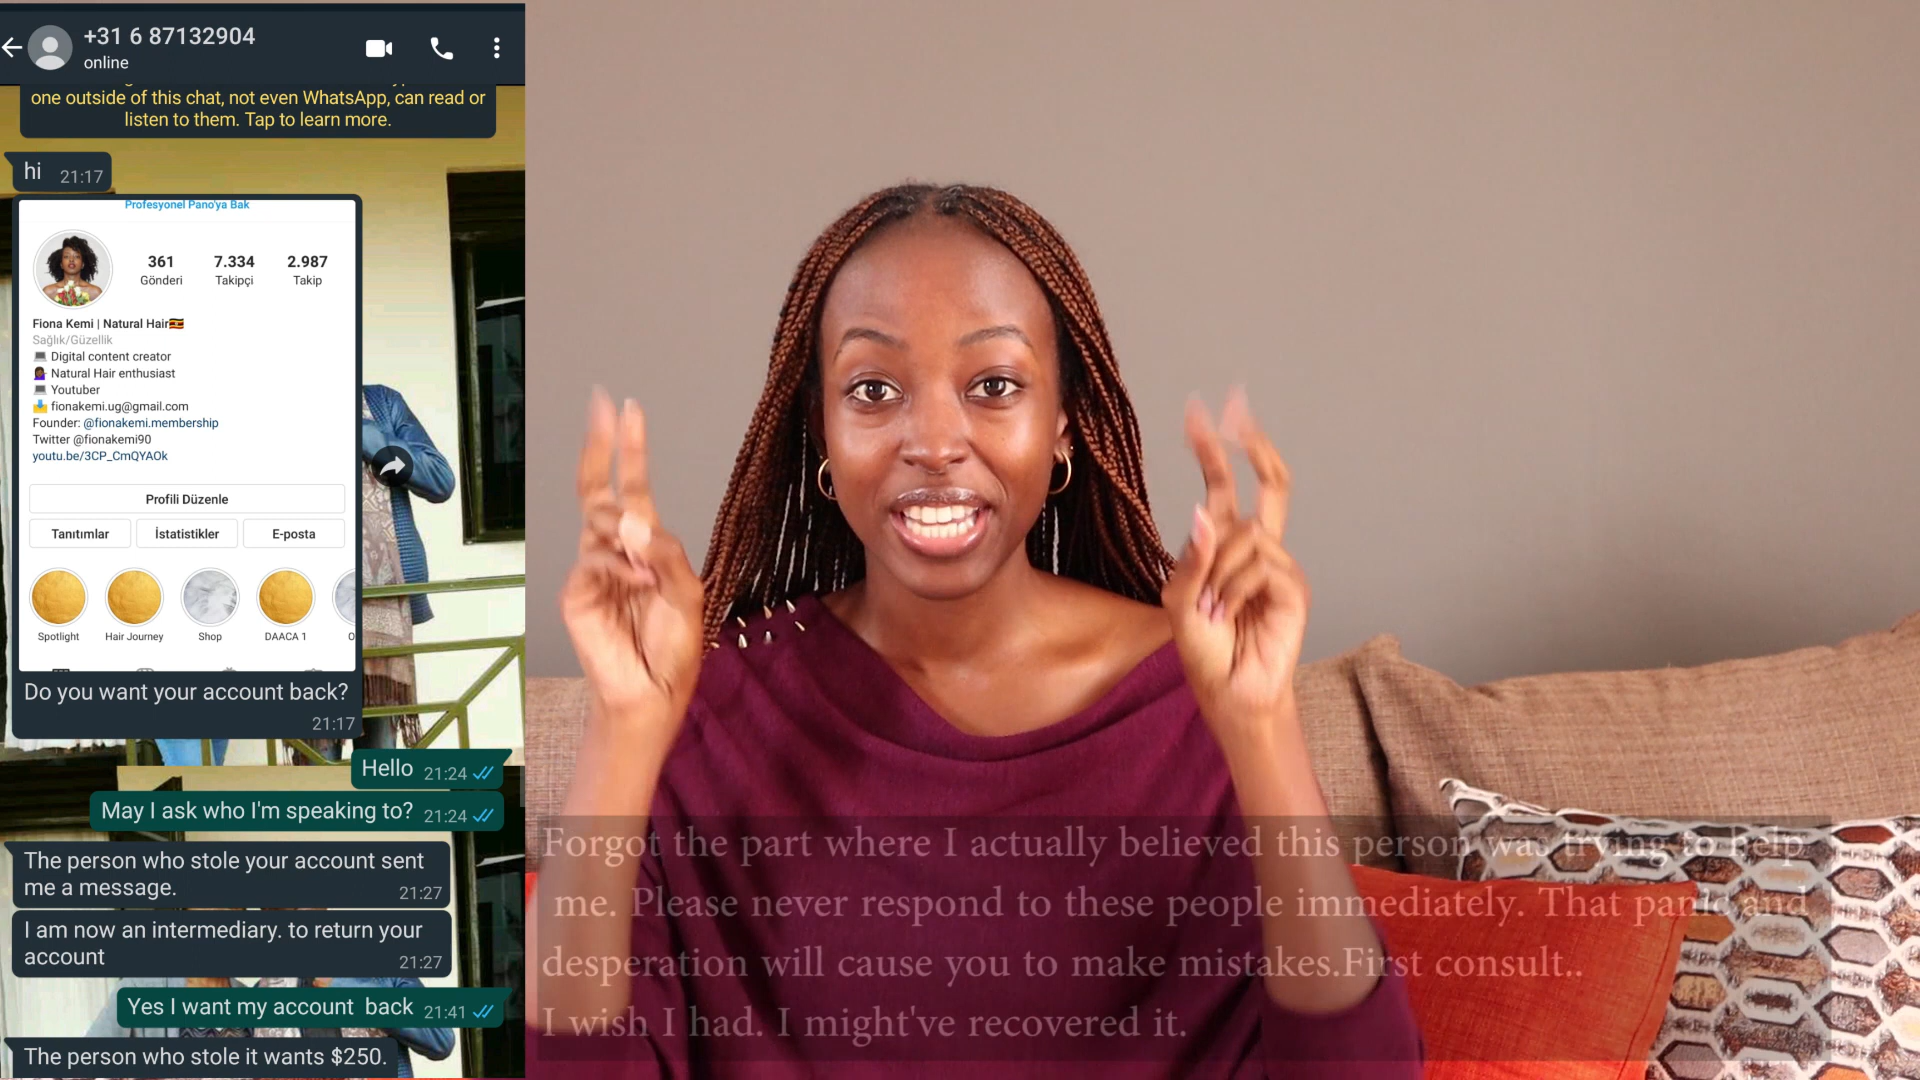 +31 6 87132904
online
one outside of this chat, not even WhatsApp, can read or
listen to them. Tap to learn more.
hi 21:17
Profesyonel Pano'ya Bak
361 7.334 2.987
Gönderi Takipçi Takip
Fiona Kemi | Natural Hair🇺🇬
Sağlık/Güzellik
💻 Digital content creator
💇🏾‍♀️ Natural Hair enthusiast
💻 Youtuber
📩 fionakemi.ug@gmail.com
Founder: @fionakemi.membership
Twitter @fionakemi90
youtu.be/3CP_CmQYAOk
Profili Düzenle
Tanıtımlar İstatistikler E-posta
Spotlight Hair Journey Shop DAACA 1 O
Do you want your account back?
21:17
Hello 21:24
May I ask who I'm speaking to? 21:24
The person who stole your account sent
me a message. 21:27
I am now an intermediary. to return your
account 21:27
Yes I want my account back 21:41
The person who stole it wants $250.
Forgot the part where I actually believed this person was trying to help
me. Please never respond to these people immediately. That panic and
desperation will cause you to make mistakes.First consult..
I wish I had. I might've recovered it.